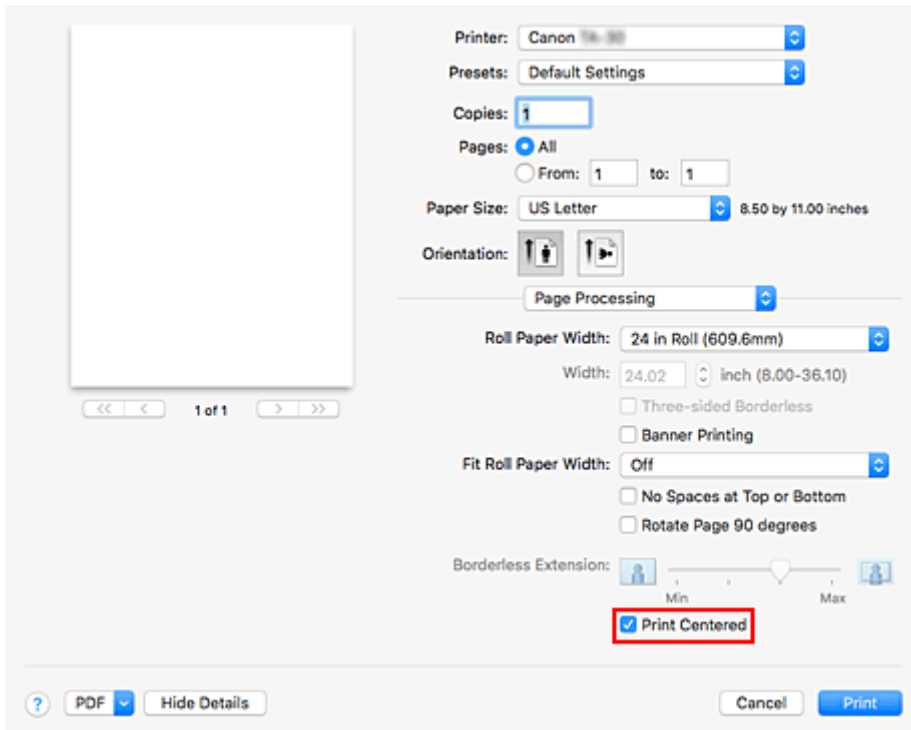 Printer: Canon
Presets: Default Settings
Copies: 1
Pages: All
From: 1 to: 1
Paper Size: US Letter 8.50 by 11.00 inches
Orientation:
Page Processing
Roll Paper Width: 24 in Roll (609.6mm)
Width: 24.02 inch (8.00-36.10)
1 of 1
Three-sided Borderless
Banner Printing
Fit Roll Paper Width: Off
No Spaces at Top or Bottom
Rotate Page 90 degrees
Borderless Extension:
Min Max
Print Centered
? PDF Hide Details Cancel Print